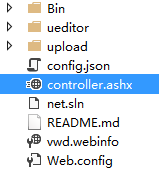 Bin
ueditor
upload
config.json
controller.ashx
net.sln
README.md
vwd.webinfo
Web.config